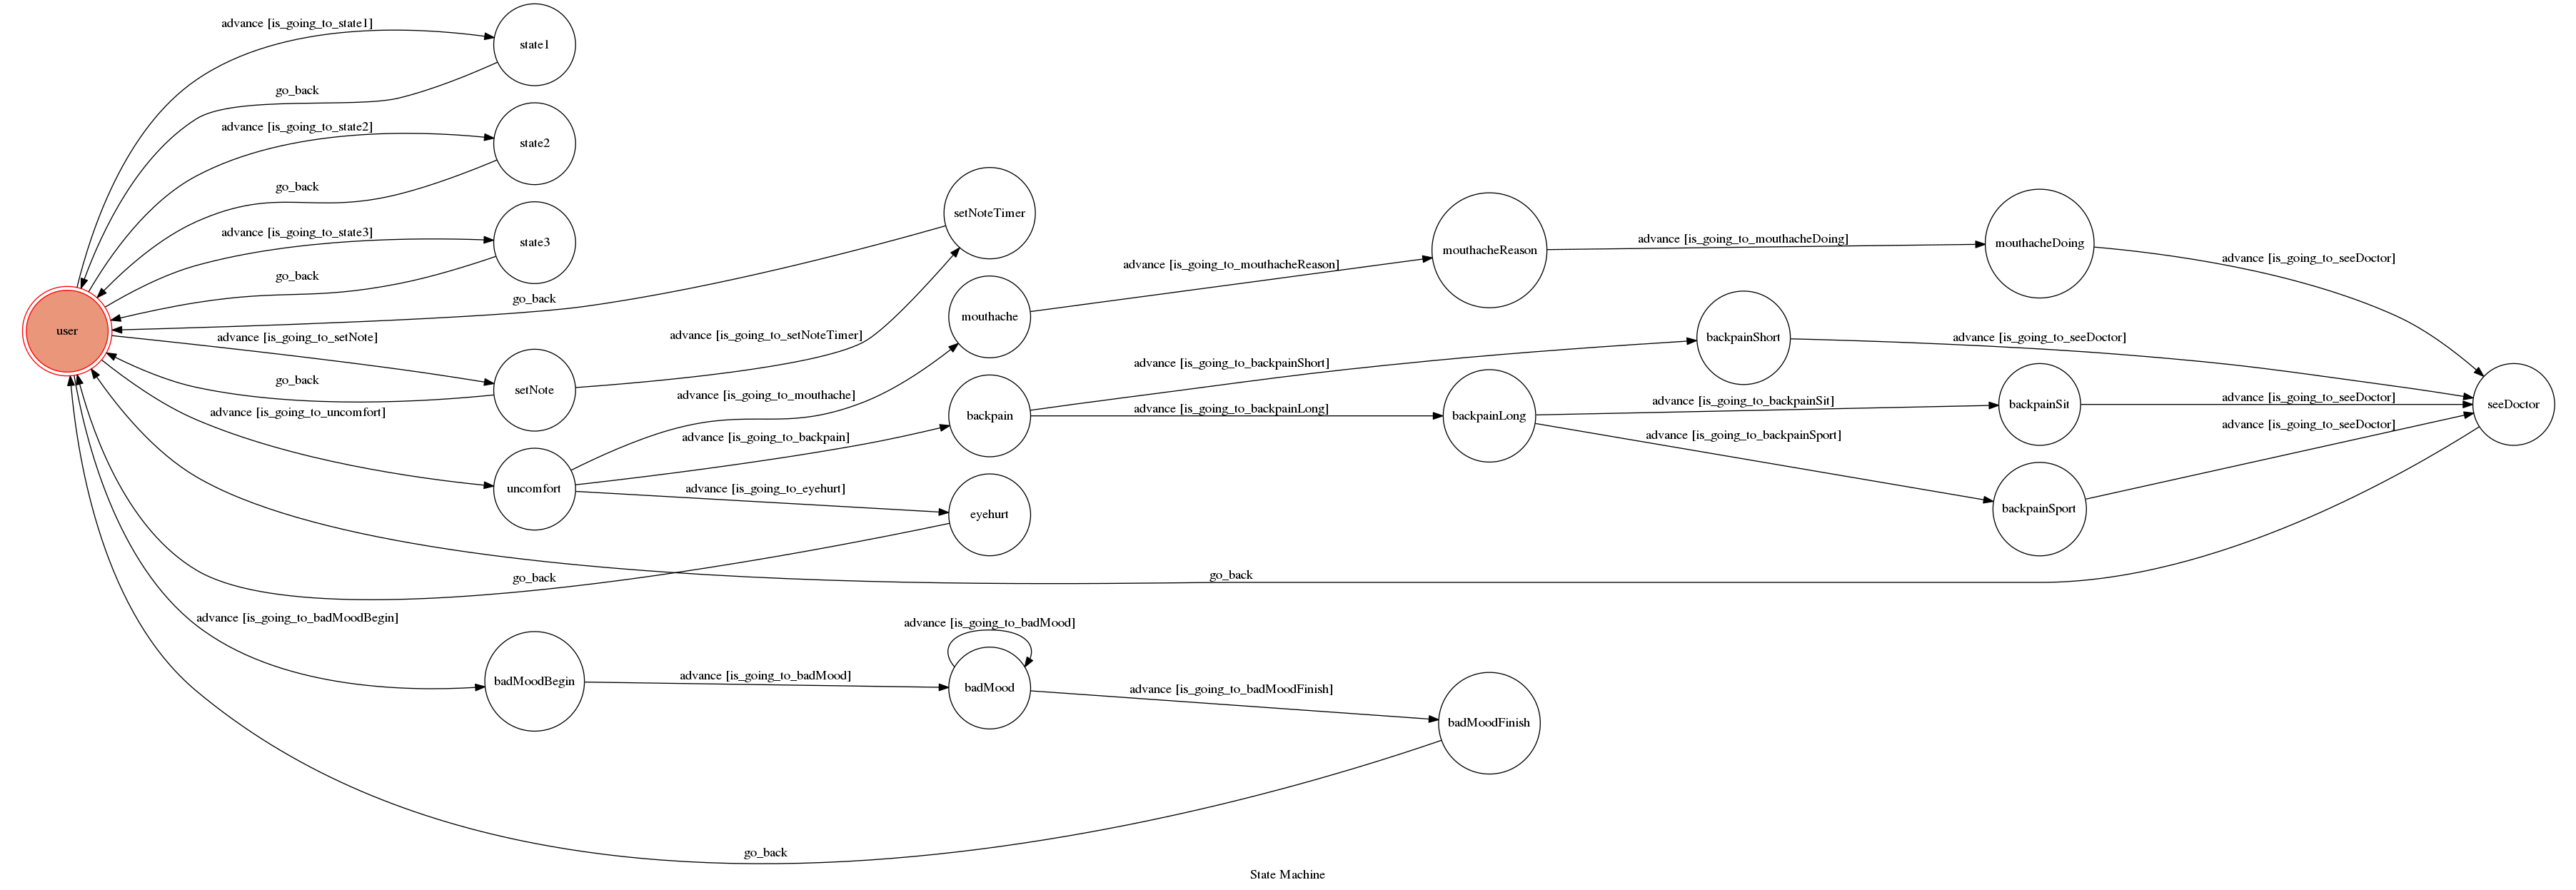 advance [is_going_to_state1]
state1
go_back
advance [is_going_to_state2]
state2
go_back
advance [is_going_to_state3]
state3
go_back
user
advance [is_going_to_setNote]
setNote
go_back
advance [is_going_to_uncomfort]
uncomfort
go_back
setNoteTimer
advance [is_going_to_setNoteTimer]
advance [is_going_to_mouthache]
mouthache
advance [is_going_to_backpain]
backpain
advance [is_going_to_eyehurt]
eyehurt
go_back
advance [is_going_to_mouthacheReason]
mouthacheReason
advance [is_going_to_mouthacheDoing]
mouthacheDoing
advance [is_going_to_seeDoctor]
advance [is_going_to_backpainShort]
backpainShort
advance [is_going_to_seeDoctor]
advance [is_going_to_backpainLong]
backpainLong
advance [is_going_to_backpainSit]
backpainSit
advance [is_going_to_seeDoctor]
seeDoctor
advance [is_going_to_backpainSport]
backpainSport
advance [is_going_to_seeDoctor]
go_back
advance [is_going_to_badMoodBegin]
badMoodBegin
advance [is_going_to_badMood]
advance [is_going_to_badMood]
badMood
advance [is_going_to_badMoodFinish]
badMoodFinish
go_back
State Machine